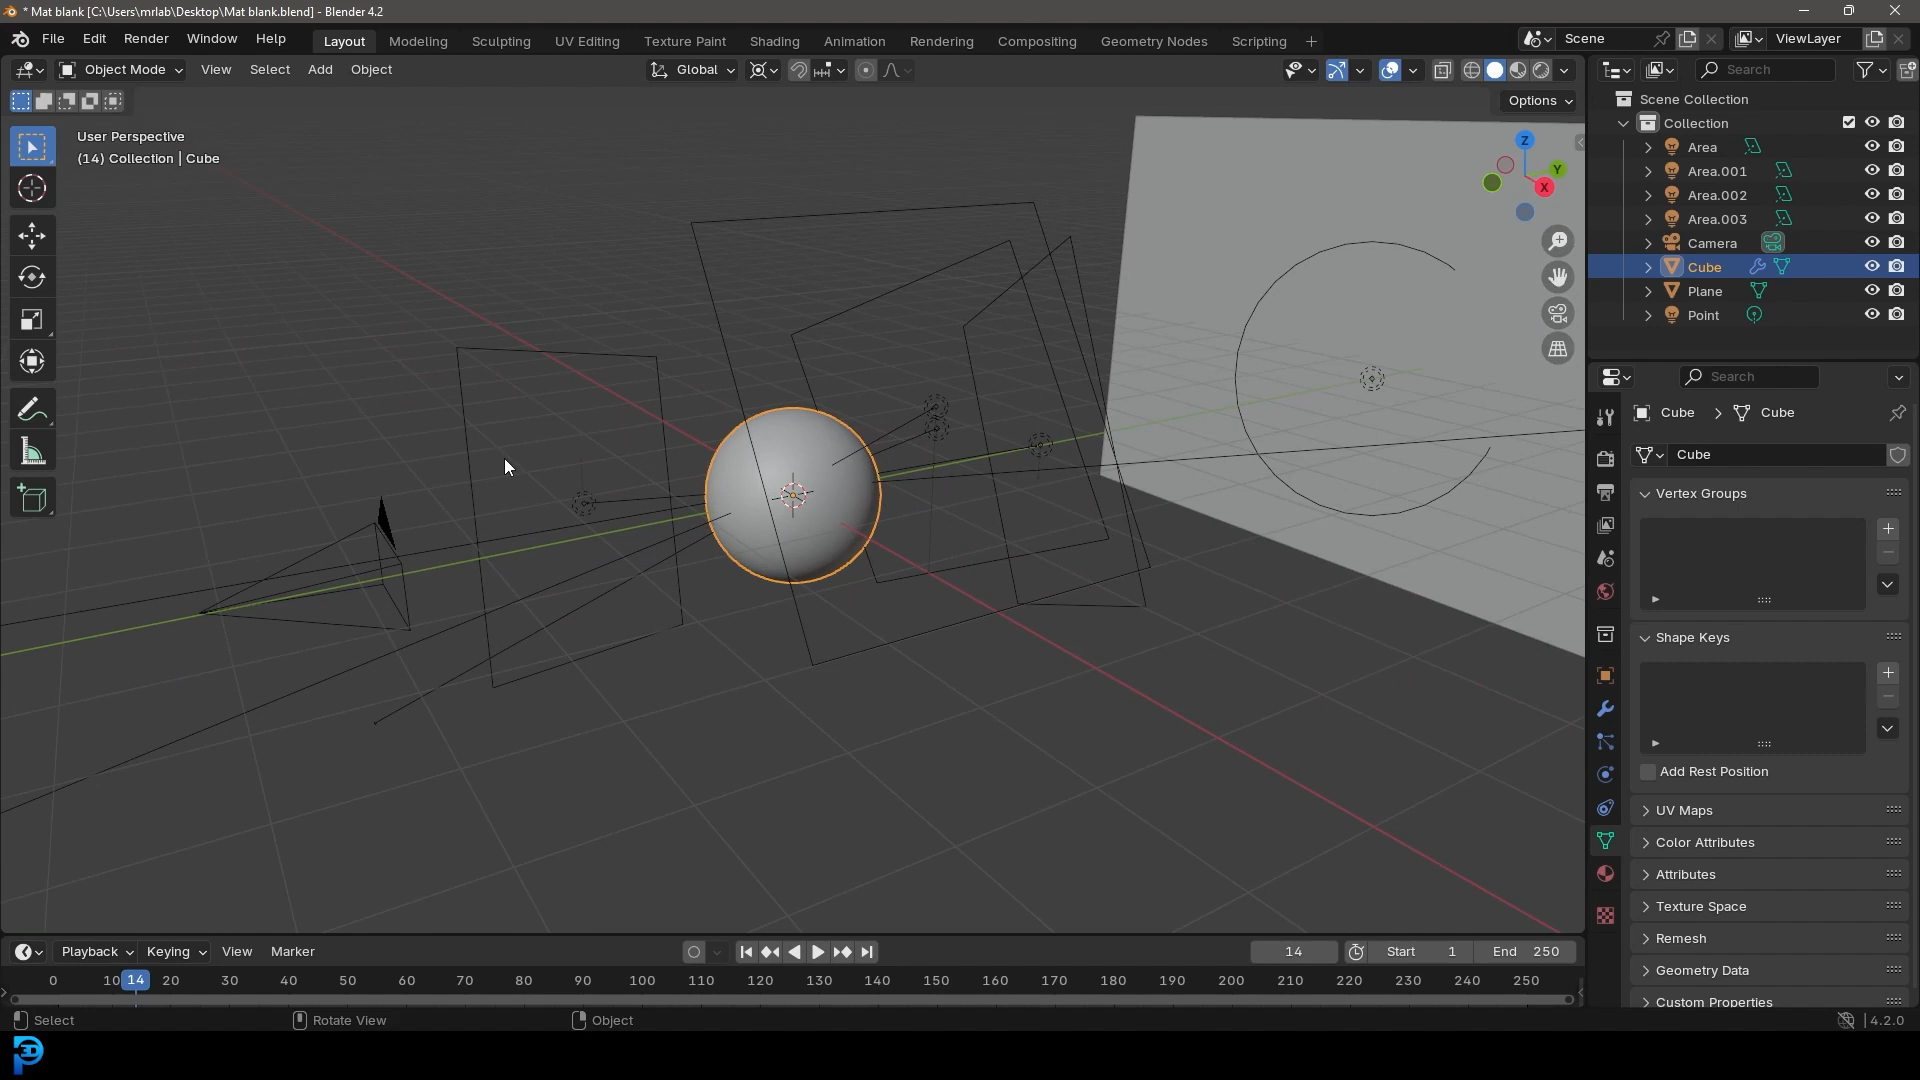 * Mat blank [C:\Users\mrlab\Desktop\Mat blank.blend] - Blender 4.2
File Edit Render Window Help Layout Modeling Sculpting UV Editing Texture Paint Shading Animation Rendering Compositing Geometry Nodes Scripting + Scene ViewLayer
Object Mode View Select Add Object Global Search
Options
User Perspective
(14) Collection | Cube
Z
Y
X
Scene Collection
Collection
Area
Area.001
Area.002
Area.003
Camera
Cube
Plane
Point
Search
Cube > Cube
Cube
Vertex Groups
Shape Keys
Add Rest Position
UV Maps
Color Attributes
Attributes
Texture Space
Remesh
Geometry Data
Custom Properties
Playback Keying View Marker 14 Start 1 End 250
0 10 14 20 30 40 50 60 70 80 90 100 110 120 130 140 150 160 170 180 190 200 210 220 230 240 250
Select Rotate View Object 4.2.0
3D